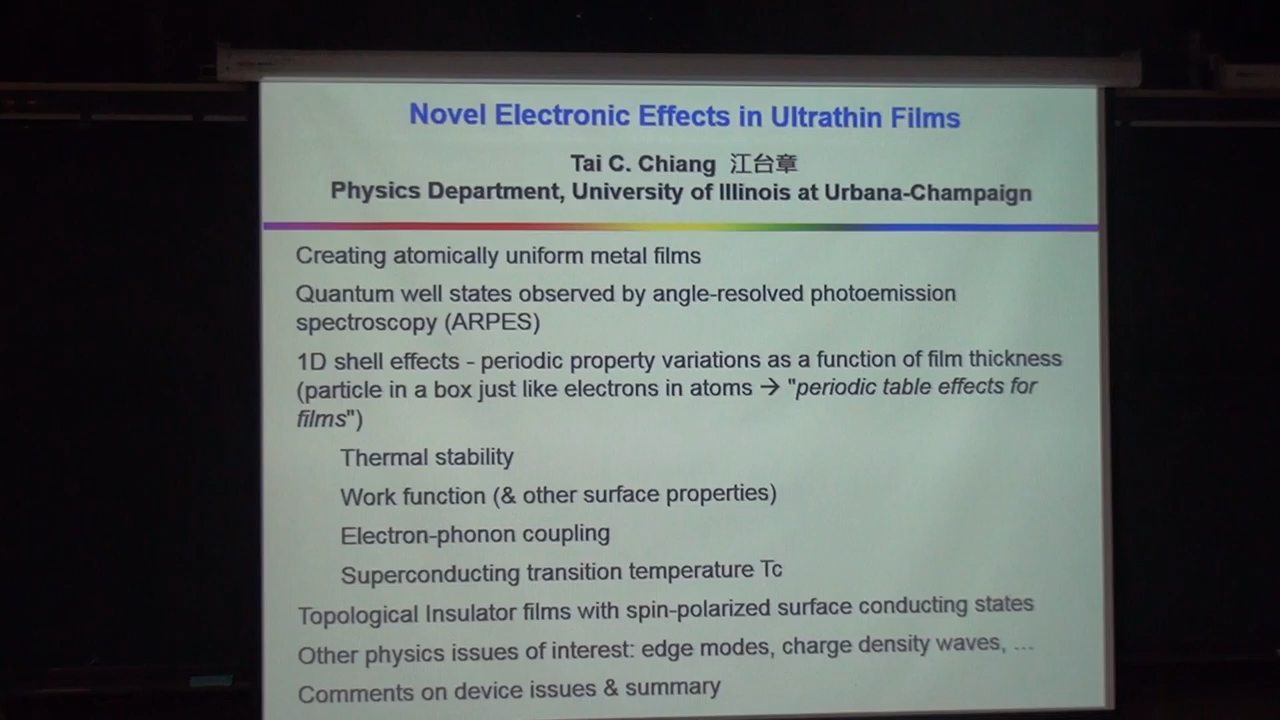 Novel Electronic Effects in Ultrathin Films
Tai C. Chiang 江台章
Physics Department, University of Illinois at Urbana-Champaign
Creating atomically uniform metal films
Quantum well states observed by angle-resolved photoemission
spectroscopy (ARPES)
1D shell effects - periodic property variations as a function of film thickness
(particle in a box just like electrons in atoms → "periodic table effects for
films")
Thermal stability
Work function (& other surface properties)
Electron-phonon coupling
Superconducting transition temperature Tc
Topological Insulator films with spin-polarized surface conducting states
Other physics issues of interest: edge modes, charge density waves, ...
Comments on device issues & summary